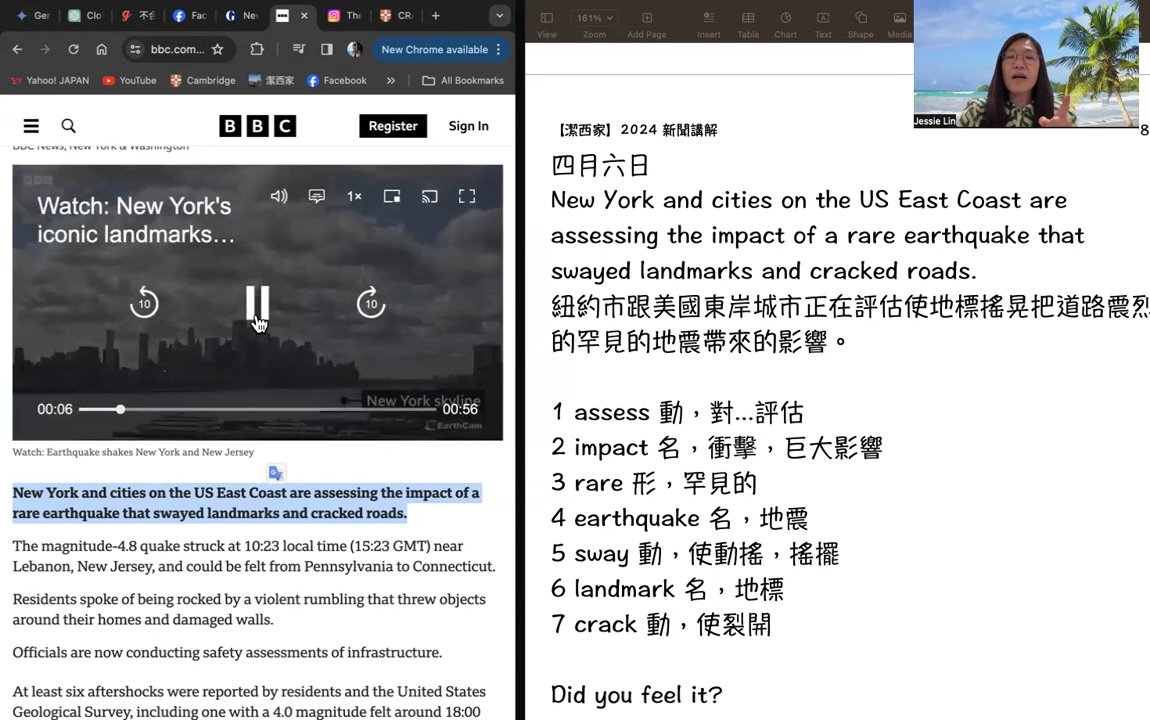 Ger
Clo
不合
Fac
Nev
The
CRA
bbc.com...
New Chrome available
Yahoo! JAPAN
YouTube
Cambridge
潔西家
Facebook
»
All Bookmarks
BBC
Register
Sign In
BBC News, New York & Washington
Watch: New York's
iconic landmarks…
1×
10
10
00:06
00:56
New York skyline
EarthCam
Watch: Earthquake shakes New York and New Jersey
New York and cities on the US East Coast are assessing the impact of a
rare earthquake that swayed landmarks and cracked roads.
The magnitude-4.8 quake struck at 10:23 local time (15:23 GMT) near
Lebanon, New Jersey, and could be felt from Pennsylvania to Connecticut.
Residents spoke of being rocked by a violent rumbling that threw objects
around their homes and damaged walls.
Officials are now conducting safety assessments of infrastructure.
At least six aftershocks were reported by residents and the United States
Geological Survey, including one with a 4.0 magnitude felt around 18:00
161%
View
Zoom
Add Page
Insert
Table
Chart
Text
Shape
Media
Jessie Lin
8
【潔西家】2024 新聞講解
四月六日
New York and cities on the US East Coast are
assessing the impact of a rare earthquake that
swayed landmarks and cracked roads.
紐約市跟美國東岸城市正在評估使地標搖晃把道路震烈
的罕見的地震帶來的影響。
1 assess 動，對...評估
2 impact 名，衝擊，巨大影響
3 rare 形，罕見的
4 earthquake 名，地震
5 sway 動，使動搖，搖擺
6 landmark 名，地標
7 crack 動，使裂開
Did you feel it?